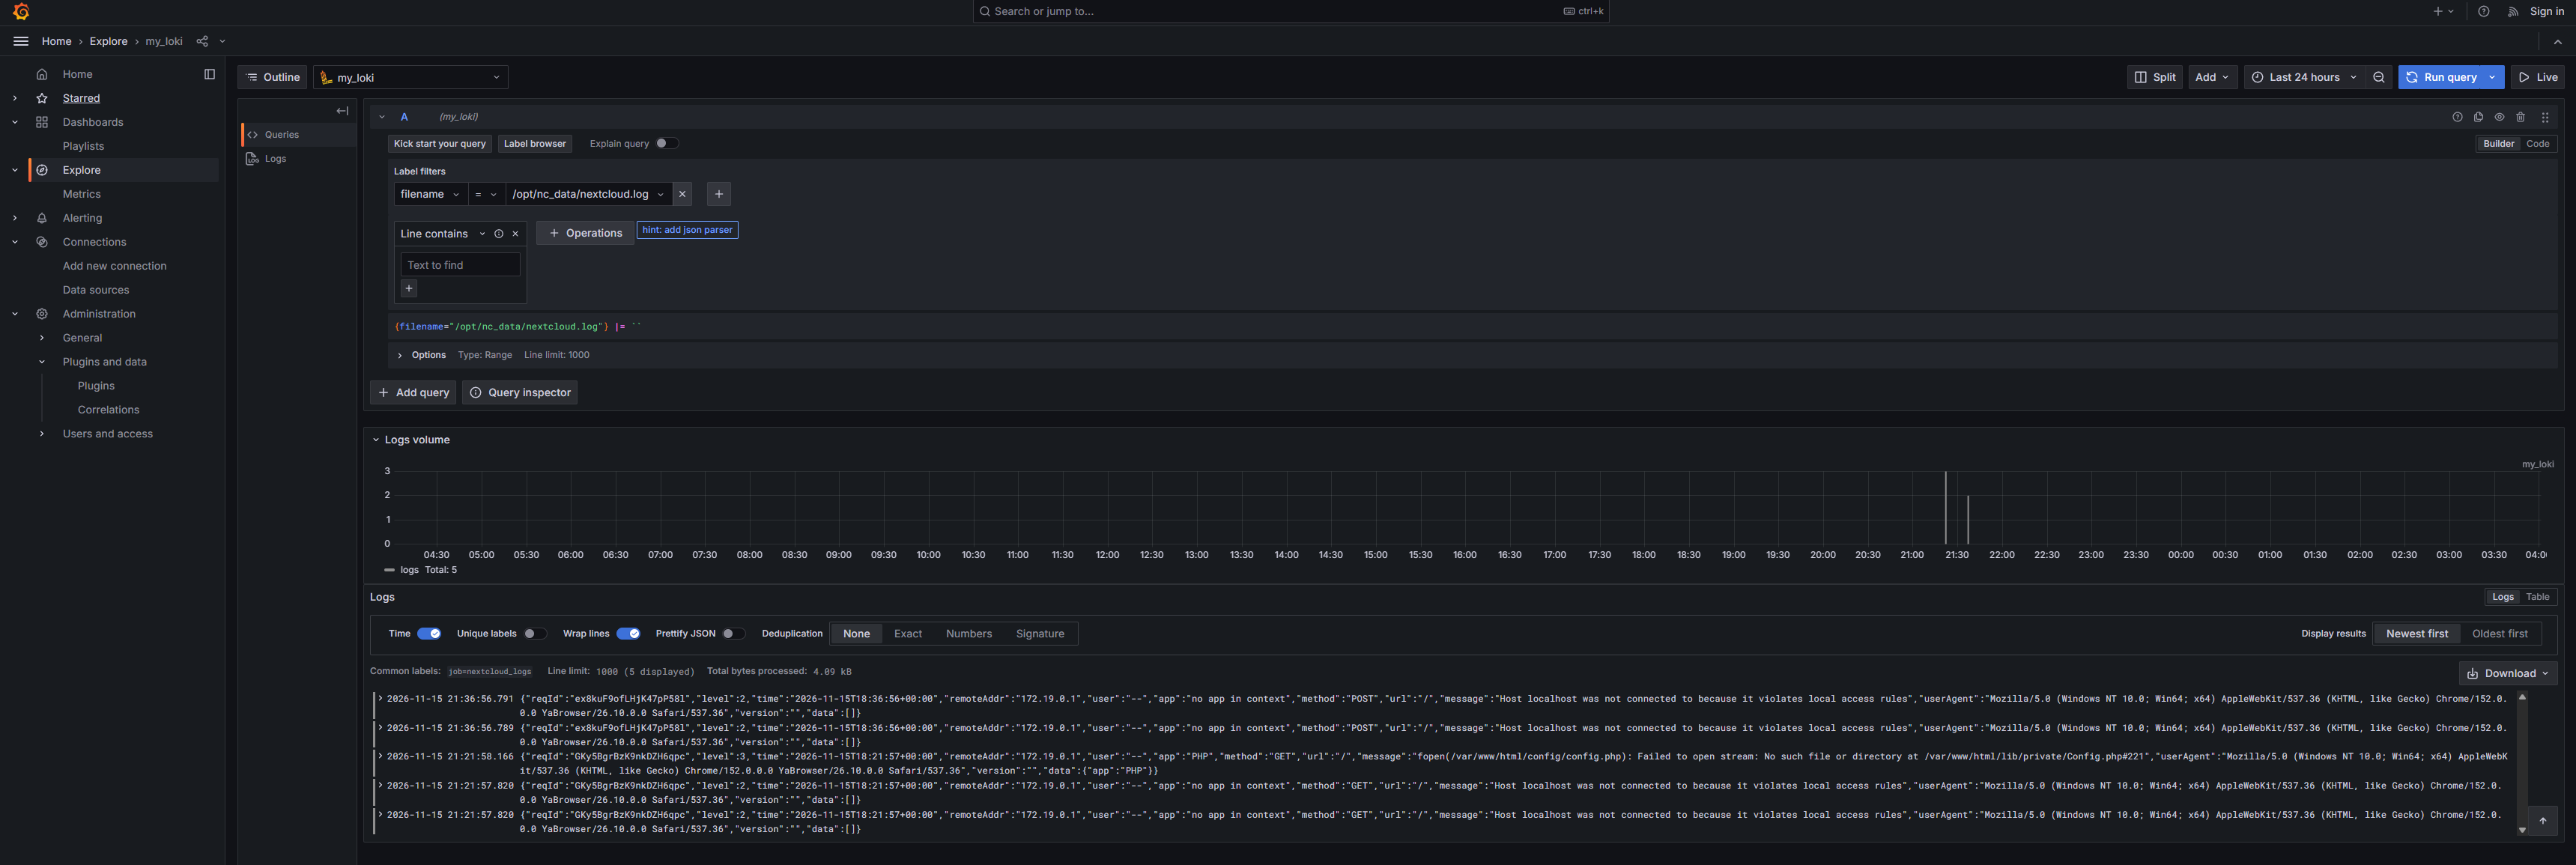 Search or jump to...
ctrl+k
Sign in
Home › Explore › my_loki
Home
Starred
Dashboards
Playlists
Explore
Metrics
Alerting
Connections
Add new connection
Data sources
Administration
General
Plugins and data
Plugins
Correlations
Users and access
Outline
my_loki
Split
Add
Last 24 hours
Run query
Live
Queries
Logs
A (my_loki)
Kick start your query
Label browser
Explain query
Builder
Code
Label filters
filename = /opt/nc_data/nextcloud.log
Line contains
Operations
hint: add json parser
Text to find
{filename="/opt/nc_data/nextcloud.log"} |= ``
Options Type: Range Line limit: 1000
Add query
Query inspector
Logs volume
my_loki
3
2
1
0
04:30 05:00 05:30 06:00 06:30 07:00 07:30 08:00 08:30 09:00 09:30 10:00 10:30 11:00 11:30 12:00 12:30 13:00 13:30 14:00 14:30 15:00 15:30 16:00 16:30 17:00 17:30 18:00 18:30 19:00 19:30 20:00 20:30 21:00 21:30 22:00 22:30 23:00 23:30 00:00 00:30 01:00 01:30 02:00 02:30 03:00 03:30 04:0
logs Total: 5
Logs
Logs Table
Time Unique labels Wrap lines Prettify JSON Deduplication None Exact Numbers Signature
Display results Newest first Oldest first
Common labels: job=nextcloud_logs Line limit: 1000 (5 displayed) Total bytes processed: 4.09 kB
Download
2026-11-15 21:36:56.791 {"reqId":"ex8kuF9ofLHjK47pP58l","level":2,"time":"2026-11-15T18:36:56+00:00","remoteAddr":"172.19.0.1","user":"--","app":"no app in context","method":"POST","url":"/","message":"Host localhost was not connected to because it violates local access rules","userAgent":"Mozilla/5.0 (Windows NT 10.0; Win64; x64) AppleWebKit/537.36 (KHTML, like Gecko) Chrome/152.0.
0.0 YaBrowser/26.10.0.0 Safari/537.36","version":"","data":[]}
2026-11-15 21:36:56.789 {"reqId":"ex8kuF9ofLHjK47pP58l","level":2,"time":"2026-11-15T18:36:56+00:00","remoteAddr":"172.19.0.1","user":"--","app":"no app in context","method":"POST","url":"/","message":"Host localhost was not connected to because it violates local access rules","userAgent":"Mozilla/5.0 (Windows NT 10.0; Win64; x64) AppleWebKit/537.36 (KHTML, like Gecko) Chrome/152.0.
0.0 YaBrowser/26.10.0.0 Safari/537.36","version":"","data":[]}
2026-11-15 21:21:58.166 {"reqId":"GKy5BgrBzK9nkDZH6qpc","level":3,"time":"2026-11-15T18:21:57+00:00","remoteAddr":"172.19.0.1","user":"--","app":"PHP","method":"GET","url":"/","message":"fopen(/var/www/html/config/config.php): Failed to open stream: No such file or directory at /var/www/html/lib/private/Config.php#221","userAgent":"Mozilla/5.0 (Windows NT 10.0; Win64; x64) AppleWebK
it/537.36 (KHTML, like Gecko) Chrome/152.0.0.0 YaBrowser/26.10.0.0 Safari/537.36","version":"","data":{"app":"PHP"}}
2026-11-15 21:21:57.820 {"reqId":"GKy5BgrBzK9nkDZH6qpc","level":2,"time":"2026-11-15T18:21:57+00:00","remoteAddr":"172.19.0.1","user":"--","app":"no app in context","method":"GET","url":"/","message":"Host localhost was not connected to because it violates local access rules","userAgent":"Mozilla/5.0 (Windows NT 10.0; Win64; x64) AppleWebKit/537.36 (KHTML, like Gecko) Chrome/152.0.
0.0 YaBrowser/26.10.0.0 Safari/537.36","version":"","data":[]}
2026-11-15 21:21:57.820 {"reqId":"GKy5BgrBzK9nkDZH6qpc","level":2,"time":"2026-11-15T18:21:57+00:00","remoteAddr":"172.19.0.1","user":"--","app":"no app in context","method":"GET","url":"/","message":"Host localhost was not connected to because it violates local access rules","userAgent":"Mozilla/5.0 (Windows NT 10.0; Win64; x64) AppleWebKit/537.36 (KHTML, like Gecko) Chrome/152.0.
0.0 YaBrowser/26.10.0.0 Safari/537.36","version":"","data":[]}